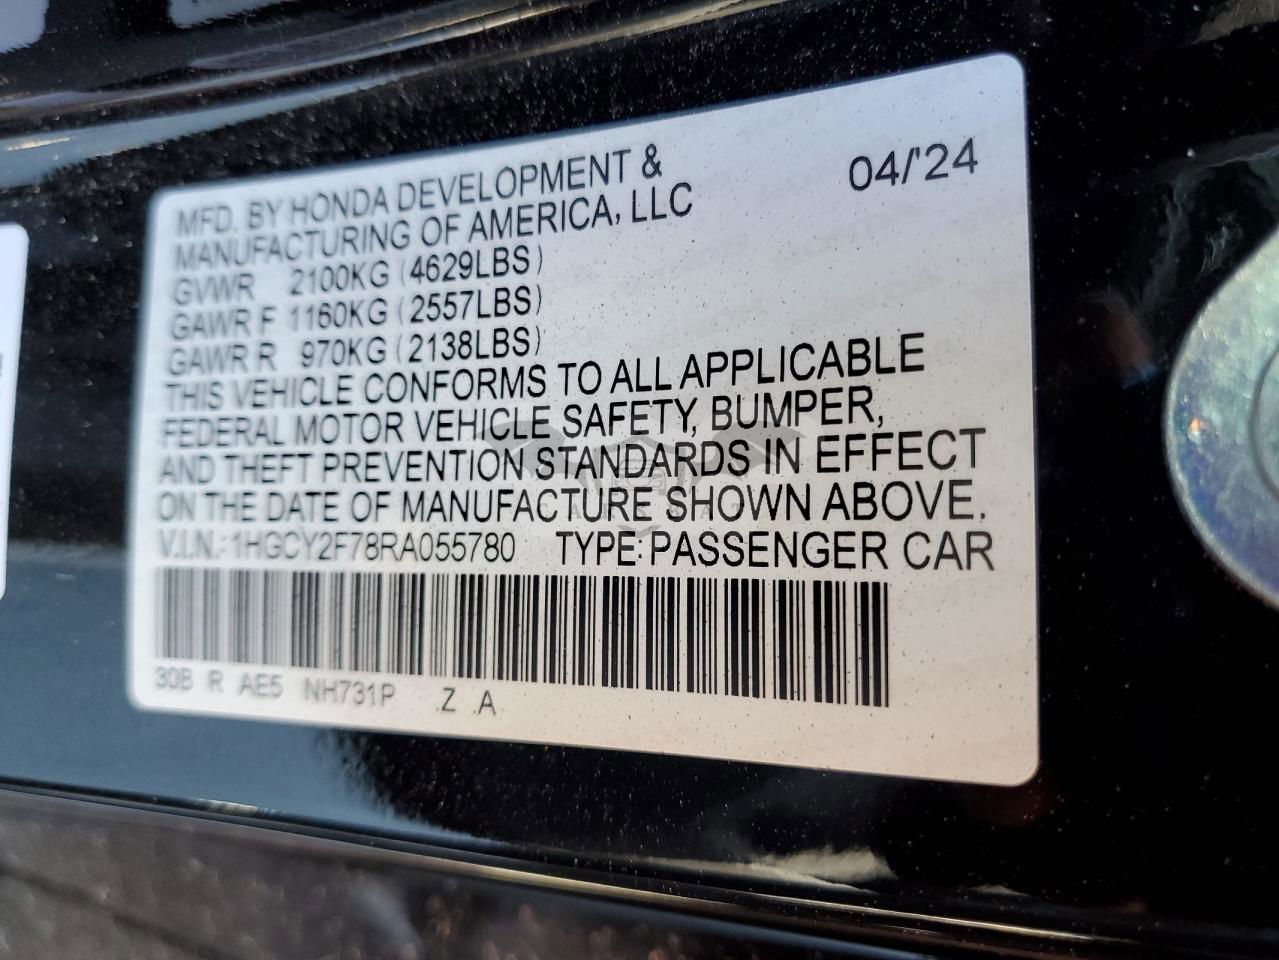 MFD. BY HONDA DEVELOPMENT &
MANUFACTURING OF AMERICA, LLC
04/'24
GVWR 2100KG (4629LBS)
GAWR F 1160KG (2557LBS)
GAWR R 970KG (2138LBS)
THIS VEHICLE CONFORMS TO ALL APPLICABLE
FEDERAL MOTOR VEHICLE SAFETY, BUMPER,
AND THEFT PREVENTION STANDARDS IN EFFECT
ON THE DATE OF MANUFACTURE SHOWN ABOVE.
V.I.N.: 1HGCY2F78RA055780 TYPE: PASSENGER CAR
30B R AE5 NH731P .Z .A